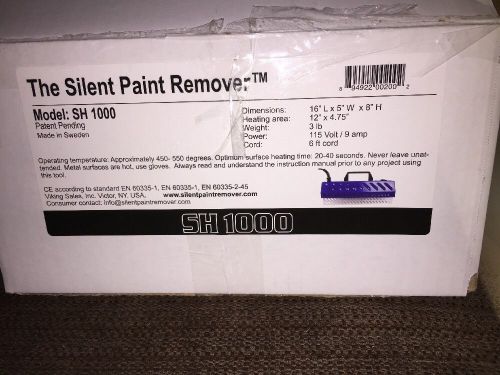 The Silent Paint Remover™
Model: SH 1000
Patent Pending
Made in Sweden
Dimensions: 16" L x 5" W x 8" H
Heating area: 12" x 4.75"
Weight: 3 lb
Power: 115 Volt / 9 amp
Cord: 6 ft cord
8 94922 00200 2
Operating temperature: Approximately 450- 550 degrees. Optimum surface heating time: 20-40 seconds. Never leave unat-
tended. Metal surfaces are hot, use gloves. Always read and understand the instruction manual prior to any project using
this tool.
CE according to standard EN 60335-1, EN 60335-1, EN 60335-2-45
Viking Sales, Inc. Victor, NY, USA, www.silentpaintremover.com
Consumer contact: info@silentpaintremover.com
SH 1000